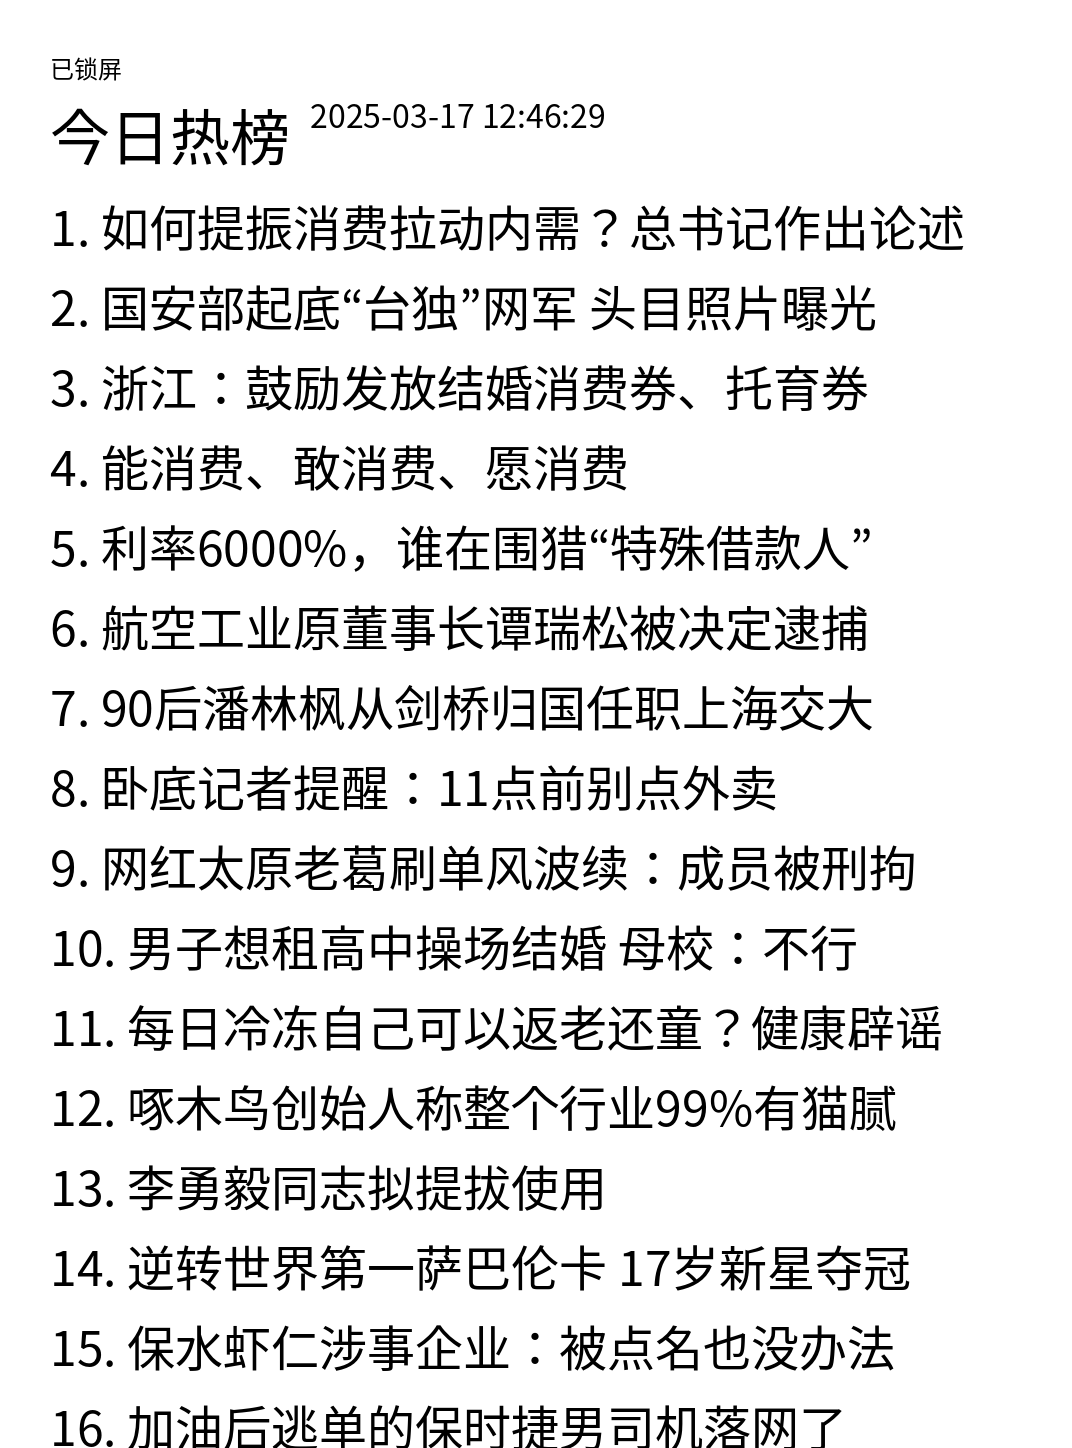 已锁屏
今日热榜 2025-03-17 12:46:29
1. 如何提振消费拉动内需？总书记作出论述
2. 国安部起底“台独”网军 头目照片曝光
3. 浙江：鼓励发放结婚消费券、托育券
4. 能消费、敢消费、愿消费
5. 利率6000%，谁在围猎“特殊借款人”
6. 航空工业原董事长谭瑞松被决定逮捕
7. 90后潘林枫从剑桥归国任职上海交大
8. 卧底记者提醒：11点前别点外卖
9. 网红太原老葛刷单风波续：成员被刑拘
10. 男子想租高中操场结婚 母校：不行
11. 每日冷冻自己可以返老还童？健康辟谣
12. 啄木鸟创始人称整个行业99%有猫腻
13. 李勇毅同志拟提拔使用
14. 逆转世界第一萨巴伦卡 17岁新星夺冠
15. 保水虾仁涉事企业：被点名也没办法
16. 加油后逃单的保时捷男司机落网了